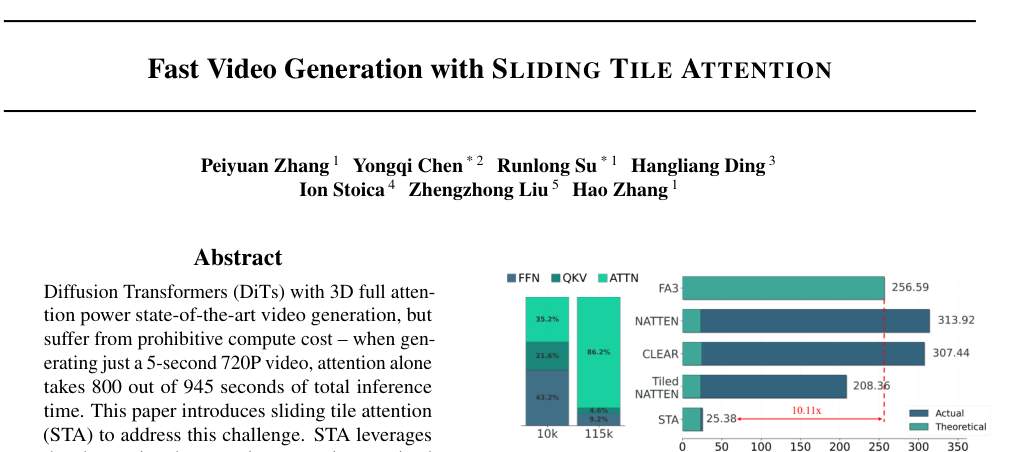 Fast Video Generation with SLIDING TILE ATTENTION
Peiyuan Zhang 1 Yongqi Chen * 2 Runlong Su * 1 Hangliang Ding 3
Ion Stoica 4 Zhengzhong Liu 5 Hao Zhang 1
Abstract
Diffusion Transformers (DiTs) with 3D full atten-
tion power state-of-the-art video generation, but
suffer from prohibitive compute cost – when gen-
erating just a 5-second 720P video, attention alone
takes 800 out of 945 seconds of total inference
time. This paper introduces sliding tile attention
(STA) to address this challenge. STA leverages
FFN QKV ATTN
35.2%
21.6%
43.2%
86.2%
4.6%
9.2%
10k 115k
FA3 256.59
NATTEN 313.92
CLEAR 307.44
Tiled
NATTEN 208.36
STA 25.38 10.11x
Actual
Theoretical
0 50 100 150 200 250 300 350